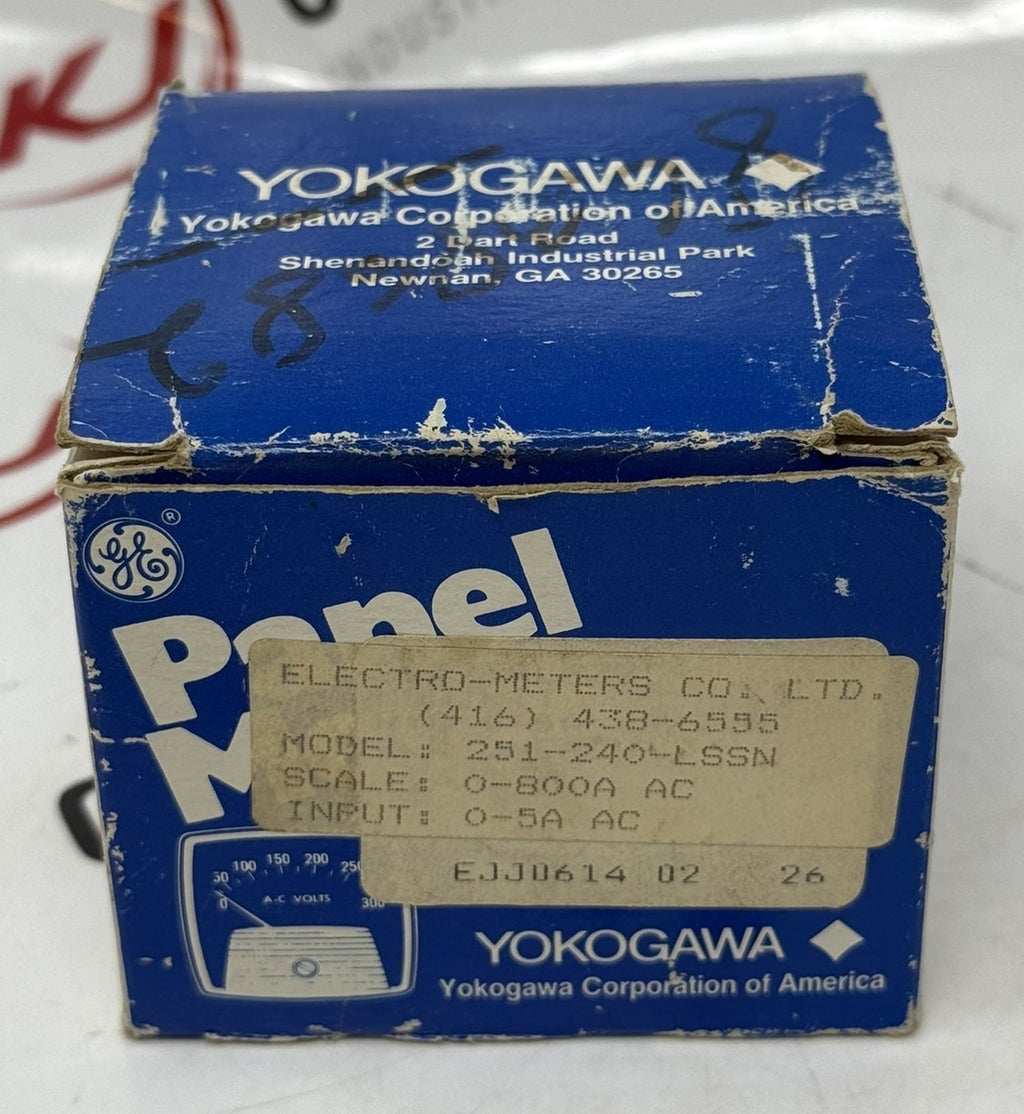 YOKOGAWA
Yokogawa Corporation of America
2 Dart Road
Shenandoah Industrial Park
Newnan, GA 30265
GE ®
Panel
M
ELECTRO-METERS CO. LTD.
(416) 438-6555
MODEL: 251-240-LSSN
SCALE: 0-800A AC
INPUT: 0-5A AC
EJJ0614 02 26
0 50 100 150 200 250 300
A-C VOLTS
YOKOGAWA
Yokogawa Corporation of America